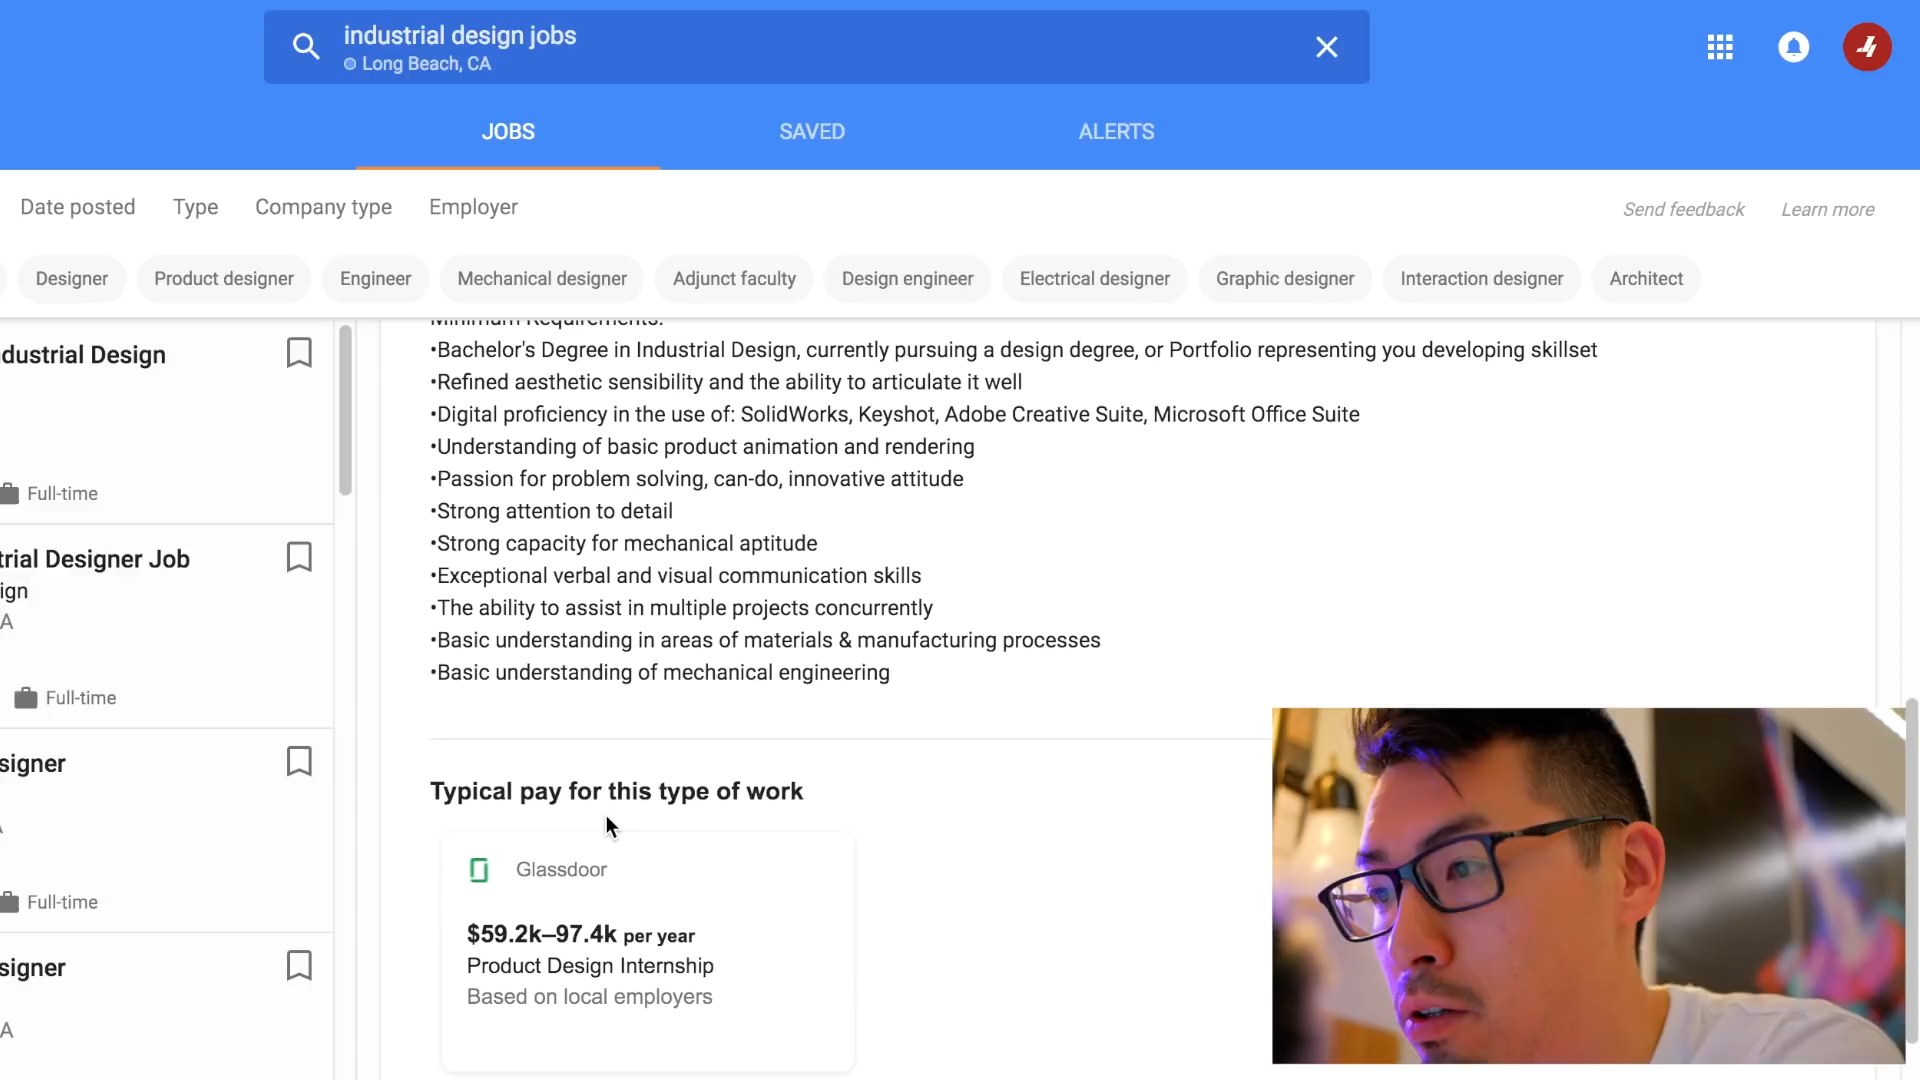 industrial design jobs
Long Beach, CA
JOBS SAVED ALERTS
Date posted Type Company type Employer Send feedback Learn more
Designer Product designer Engineer Mechanical designer Adjunct faculty Design engineer Electrical designer Graphic designer Interaction designer Architect
dustrial Design
Full-time
trial Designer Job
ign
A
Full-time
signer
Full-time
signer
A
Minimum Requirements:
•Bachelor's Degree in Industrial Design, currently pursuing a design degree, or Portfolio representing you developing skillset
•Refined aesthetic sensibility and the ability to articulate it well
•Digital proficiency in the use of: SolidWorks, Keyshot, Adobe Creative Suite, Microsoft Office Suite
•Understanding of basic product animation and rendering
•Passion for problem solving, can-do, innovative attitude
•Strong attention to detail
•Strong capacity for mechanical aptitude
•Exceptional verbal and visual communication skills
•The ability to assist in multiple projects concurrently
•Basic understanding in areas of materials & manufacturing processes
•Basic understanding of mechanical engineering
Typical pay for this type of work
Glassdoor
$59.2k–97.4k per year
Product Design Internship
Based on local employers